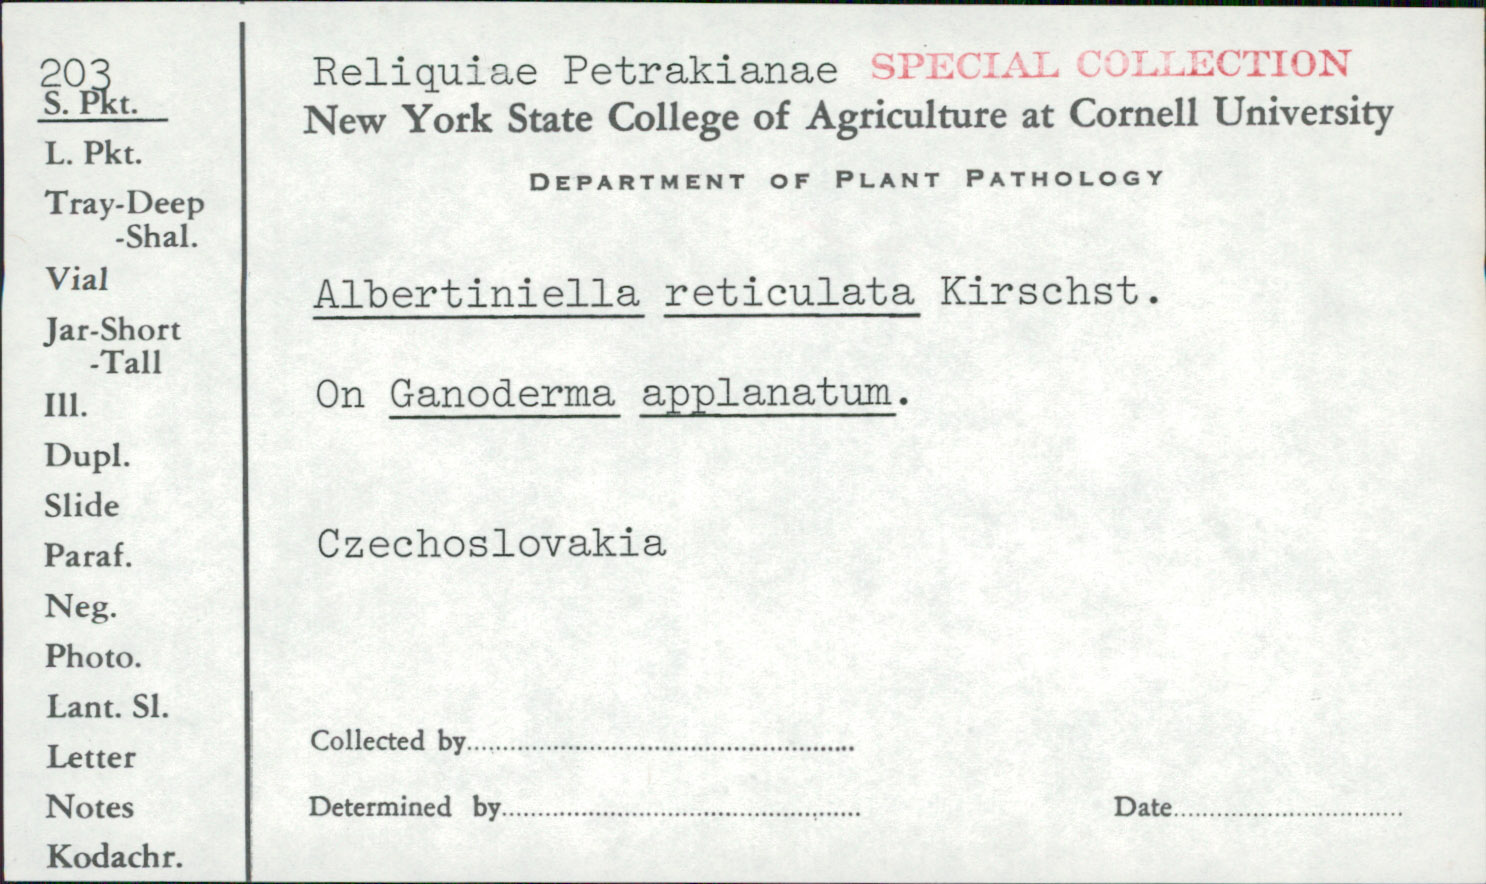 203
S. Pkt.
L. Pkt.
Tray-Deep
-Shal.
Vial
Jar-Short
-Tall
Ill.
Dupl.
Slide
Paraf.
Neg.
Photo.
Lant. Sl.
Letter
Notes
Kodachr.
Reliquiae Petrakianae SPECIAL COLLECTION
New York State College of Agriculture at Cornell University
DEPARTMENT OF PLANT PATHOLOGY
Albertiniella reticulata Kirschst.
On Ganoderma applanatum.
Czechoslovakia
Collected by
Determined by
Date